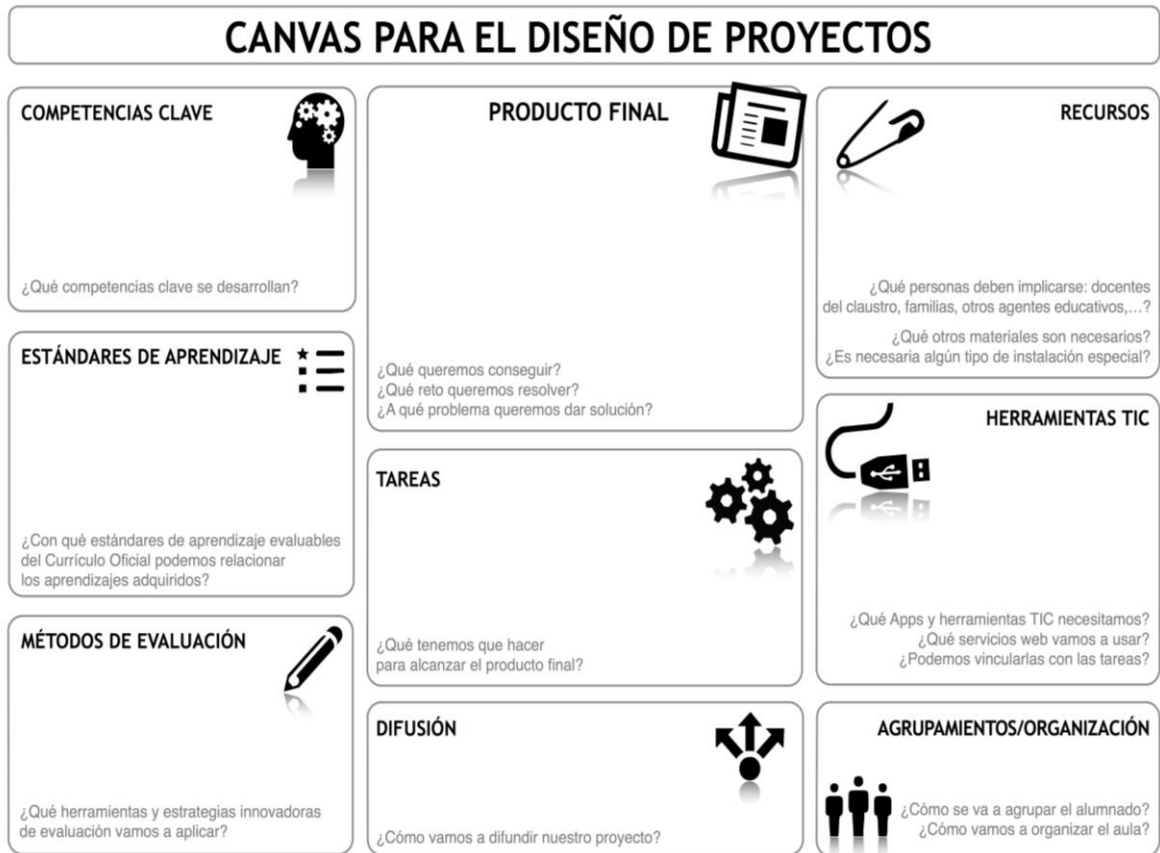 CANVAS PARA EL DISEÑO DE PROYECTOS
COMPETENCIAS CLAVE
¿Qué competencias clave se desarrollan?
ESTÁNDARES DE APRENDIZAJE
¿Con qué estándares de aprendizaje evaluables
del Currículo Oficial podemos relacionar
los aprendizajes adquiridos?
MÉTODOS DE EVALUACIÓN
¿Qué herramientas y estrategias innovadoras
de evaluación vamos a aplicar?
PRODUCTO FINAL
¿Qué queremos conseguir?
¿Qué reto queremos resolver?
¿A qué problema queremos dar solución?
TAREAS
¿Qué tenemos que hacer
para alcanzar el producto final?
DIFUSIÓN
¿Cómo vamos a difundir nuestro proyecto?
RECURSOS
¿Qué personas deben implicarse: docentes
del claustro, familias, otros agentes educativos,...?
¿Qué otros materiales son necesarios?
¿Es necesaria algún tipo de instalación especial?
HERRAMIENTAS TIC
¿Qué Apps y herramientas TIC necesitamos?
¿Qué servicios web vamos a usar?
¿Podemos vincularlas con las tareas?
AGRUPAMIENTOS/ORGANIZACIÓN
¿Cómo se va a agrupar el alumnado?
¿Cómo vamos a organizar el aula?